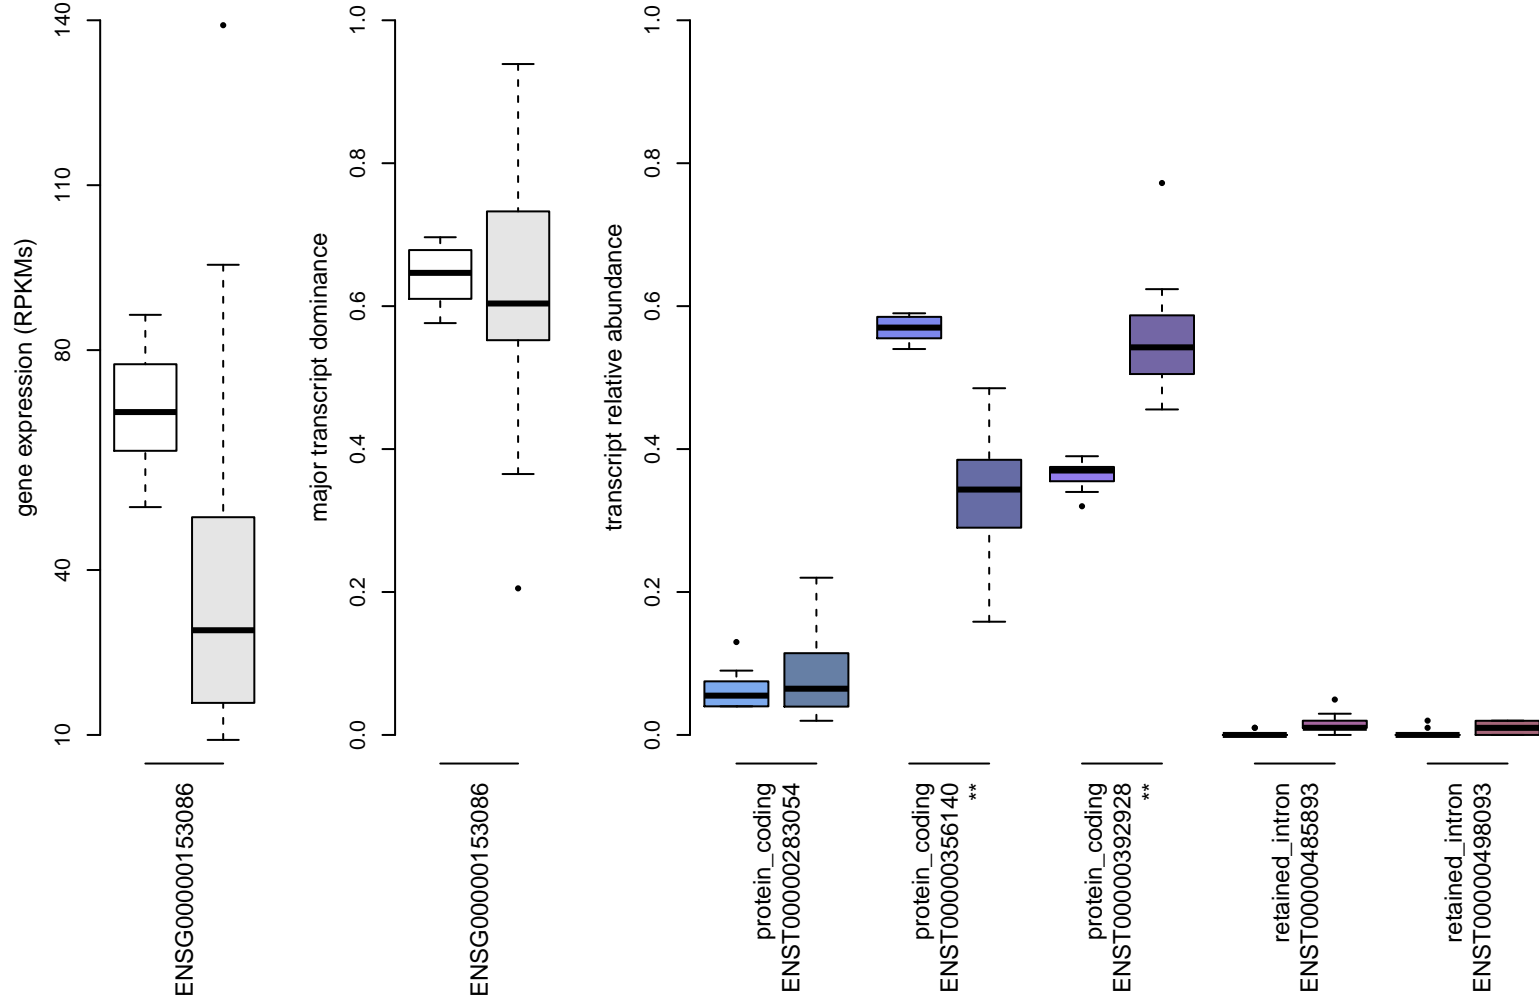 gene expression (RPKMs)
140
110
80
40
10
ENSG00000153086
major transcript dominance
1.0
0.8
0.6
0.4
0.2
0.0
ENSG00000153086
transcript relative abundance
1.0
0.8
0.6
0.4
0.2
0.0
protein_coding
ENST00000283054
protein_coding
ENST00000356140
**
protein_coding
ENST00000392928
**
retained_intron
ENST00000485893
retained_intron
ENST00000498093